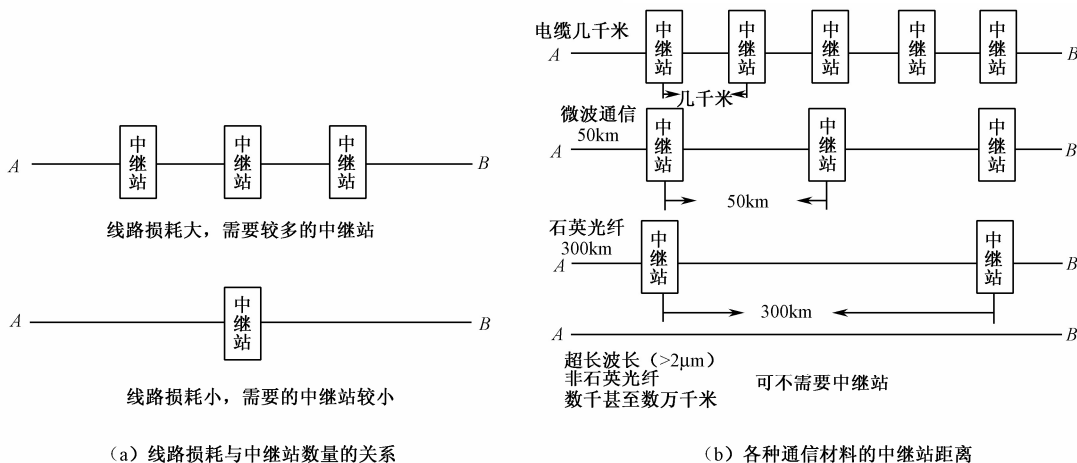 A
中继站
中继站
中继站
B
线路损耗大，需要较多的中继站
A
中继站
B
线路损耗小，需要的中继站较小
（a）线路损耗与中继站数量的关系
电缆几千米
A
中继站
中继站
中继站
中继站
中继站
B
几千米
微波通信
50km
A
中继站
中继站
中继站
B
50km
石英光纤
300km
A
中继站
中继站
B
300km
A
B
超长波长（>2μm）
非石英光纤
数千甚至数万千米
可不需要中继站
（b）各种通信材料的中继站距离